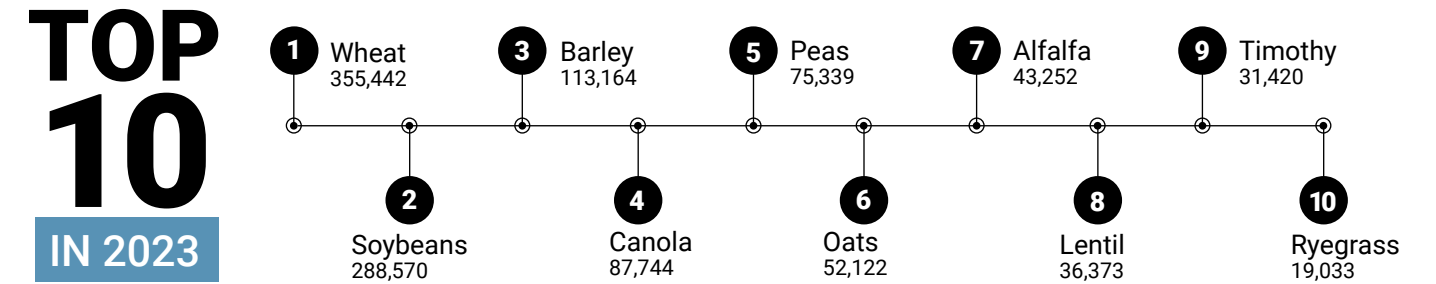 TOP
10
IN 2023
1
Wheat
355,442
2
Soybeans
288,570
3
Barley
113,164
4
Canola
87,744
5
Peas
75,339
6
Oats
52,122
7
Alfalfa
43,252
8
Lentil
36,373
9
Timothy
31,420
10
Ryegrass
19,033